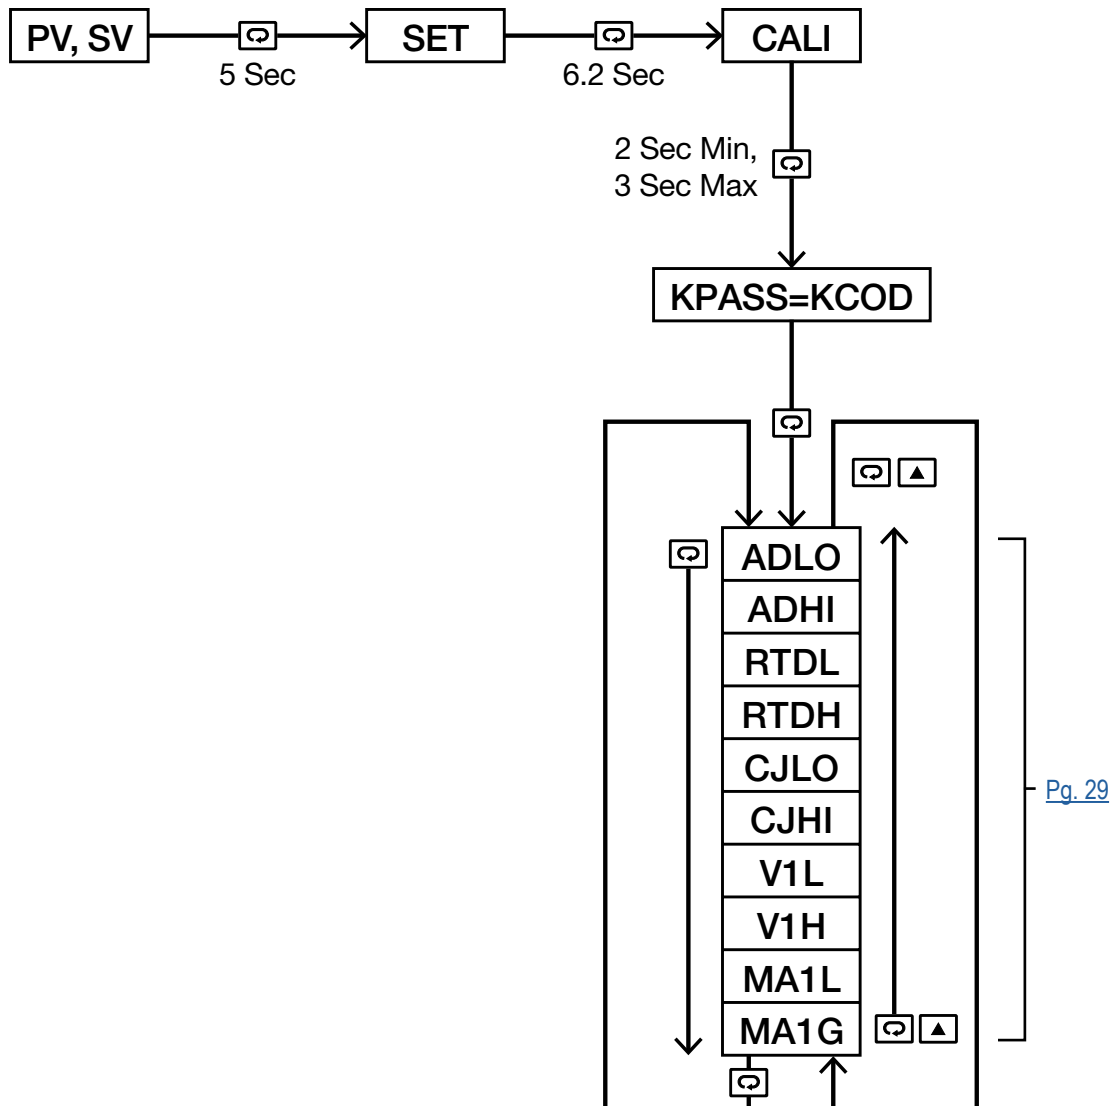 PV, SV
SET
CALI
5 Sec
6.2 Sec
2 Sec Min,
3 Sec Max
KPASS=KCOD
ADLO
ADHI
RTDL
RTDH
CJLO
CJHI
Pg. 29
V1L
V1H
MA1L
MA1G